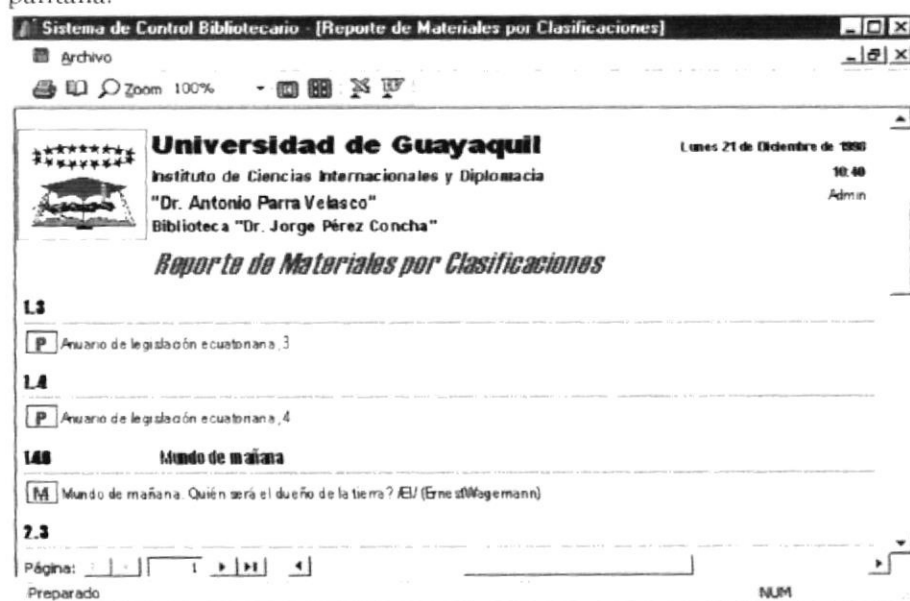 pantalla:
Sistema de Control Bibliotecario - [Reporte de Materiales por Clasificaciones]
Archivo
Zoom 100%
Universidad de Guayaquil
Lunes 21 de Diciembre de 1998
Instituto de Ciencias Internacionales y Diplomacia
10:40
"Dr. Antonio Parra Velasco"
Admin
Biblioteca "Dr. Jorge Pérez Concha"
Reporte de Materiales por Clasificaciones
1.3
P Anuario de legislación ecuatoriana, 3
1.4
P Anuario de legislación ecuatoriana, 4
Mundo de mañana
M Mundo de mañana. Quién será el dueño de la tierra? /El/ (Ernest Wagemann)
2.3
Página: 1
Preparado
NUM